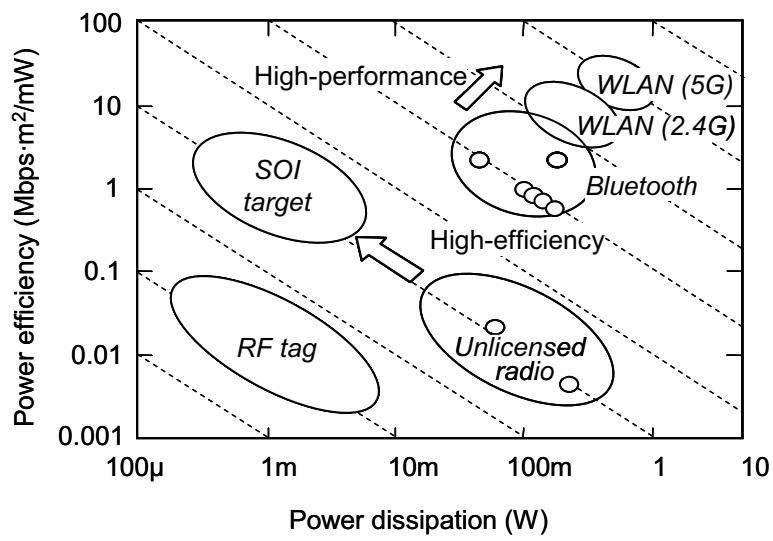 Power efficiency (Mbps·m²/mW)
100
10
1
0.1
0.01
0.001
High-performance
WLAN (5G)
WLAN (2.4G)
SOI
target
Bluetooth
High-efficiency
RF tag
Unlicensed
radio
100µ
1m
10m
100m
1
10
Power dissipation (W)